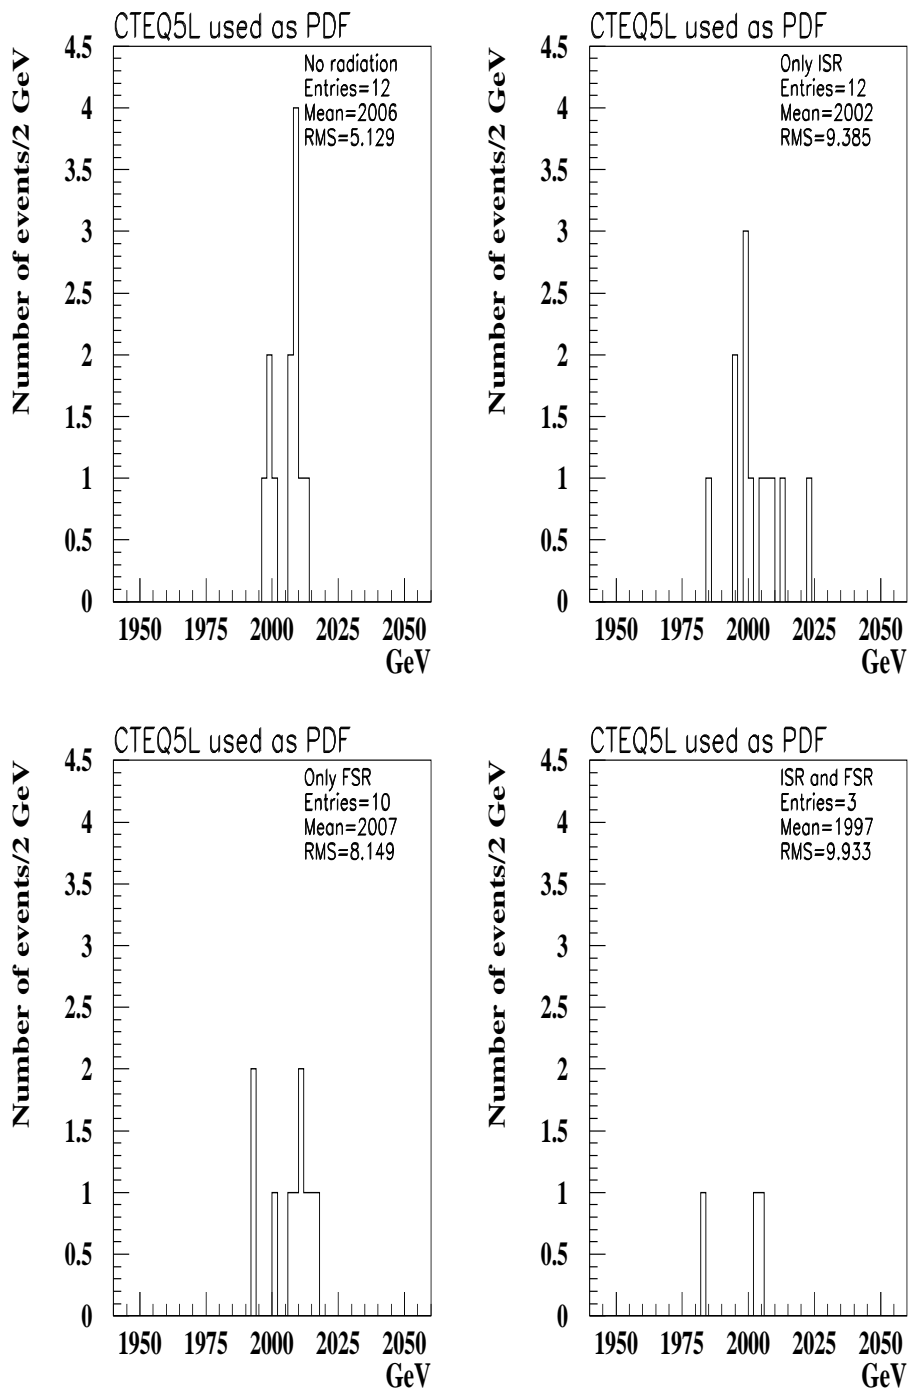 CTEQ5L used as PDF
No radiation
Entries=12
Mean=2006
RMS=5.129
Number of events/2 GeV
4.5
4
3.5
3
2.5
2
1.5
1
0.5
0
1950 1975 2000 2025 2050
GeV
CTEQ5L used as PDF
Only ISR
Entries=12
Mean=2002
RMS=9.385
Number of events/2 GeV
4.5
4
3.5
3
2.5
2
1.5
1
0.5
0
1950 1975 2000 2025 2050
GeV
CTEQ5L used as PDF
Only FSR
Entries=10
Mean=2007
RMS=8.149
Number of events/2 GeV
4.5
4
3.5
3
2.5
2
1.5
1
0.5
0
1950 1975 2000 2025 2050
GeV
CTEQ5L used as PDF
ISR and FSR
Entries=3
Mean=1997
RMS=9.933
Number of events/2 GeV
4.5
4
3.5
3
2.5
2
1.5
1
0.5
0
1950 1975 2000 2025 2050
GeV